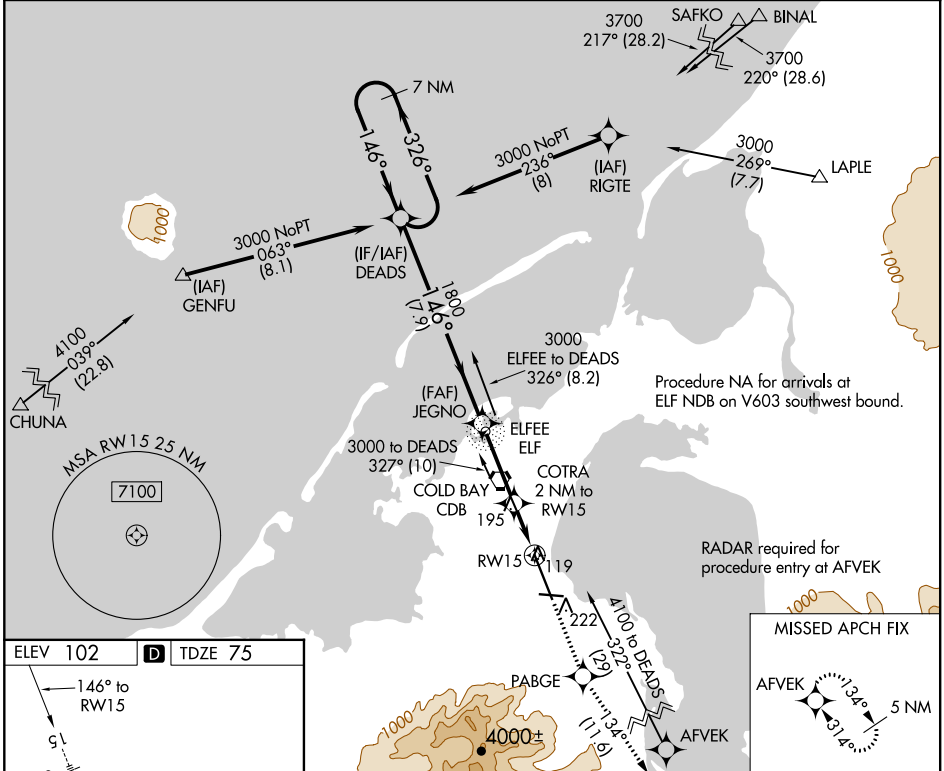 3700
217° (28.2)
SAFKO
BINAL
3700
220° (28.6)
7 NM
146°
326°
3000 NoPT
236°
(8)
(IAF)
RIGTE
3000
269°
(7.7)
LAPLE
1000
3000 NoPT
063°
(8.1)
(IAF)
GENFU
(IF/IAF)
DEADS
1000
4100
039°
(22.8)
CHUNA
1800
146°
(7.9)
3000
ELFEE to DEADS
326° (8.2)
(FAF)
JEGNO
ELFEE
ELF
Procedure NA for arrivals at
ELF NDB on V603 southwest bound.
MSA RW15 25 NM
7100
3000 to DEADS
327° (10)
COLD BAY
CDB
COTRA
2 NM to
RW15
195
RW15
119
RADAR required for
procedure entry at AFVEK
222
4100 to DEADS
322°
(29)
1000
PABGE
134°
(11.6)
AFVEK
1000
4000±
MISSED APCH FIX
AFVEK
134°
314°
5 NM
ELEV 102
D
TDZE 75
146° to
RW15
15